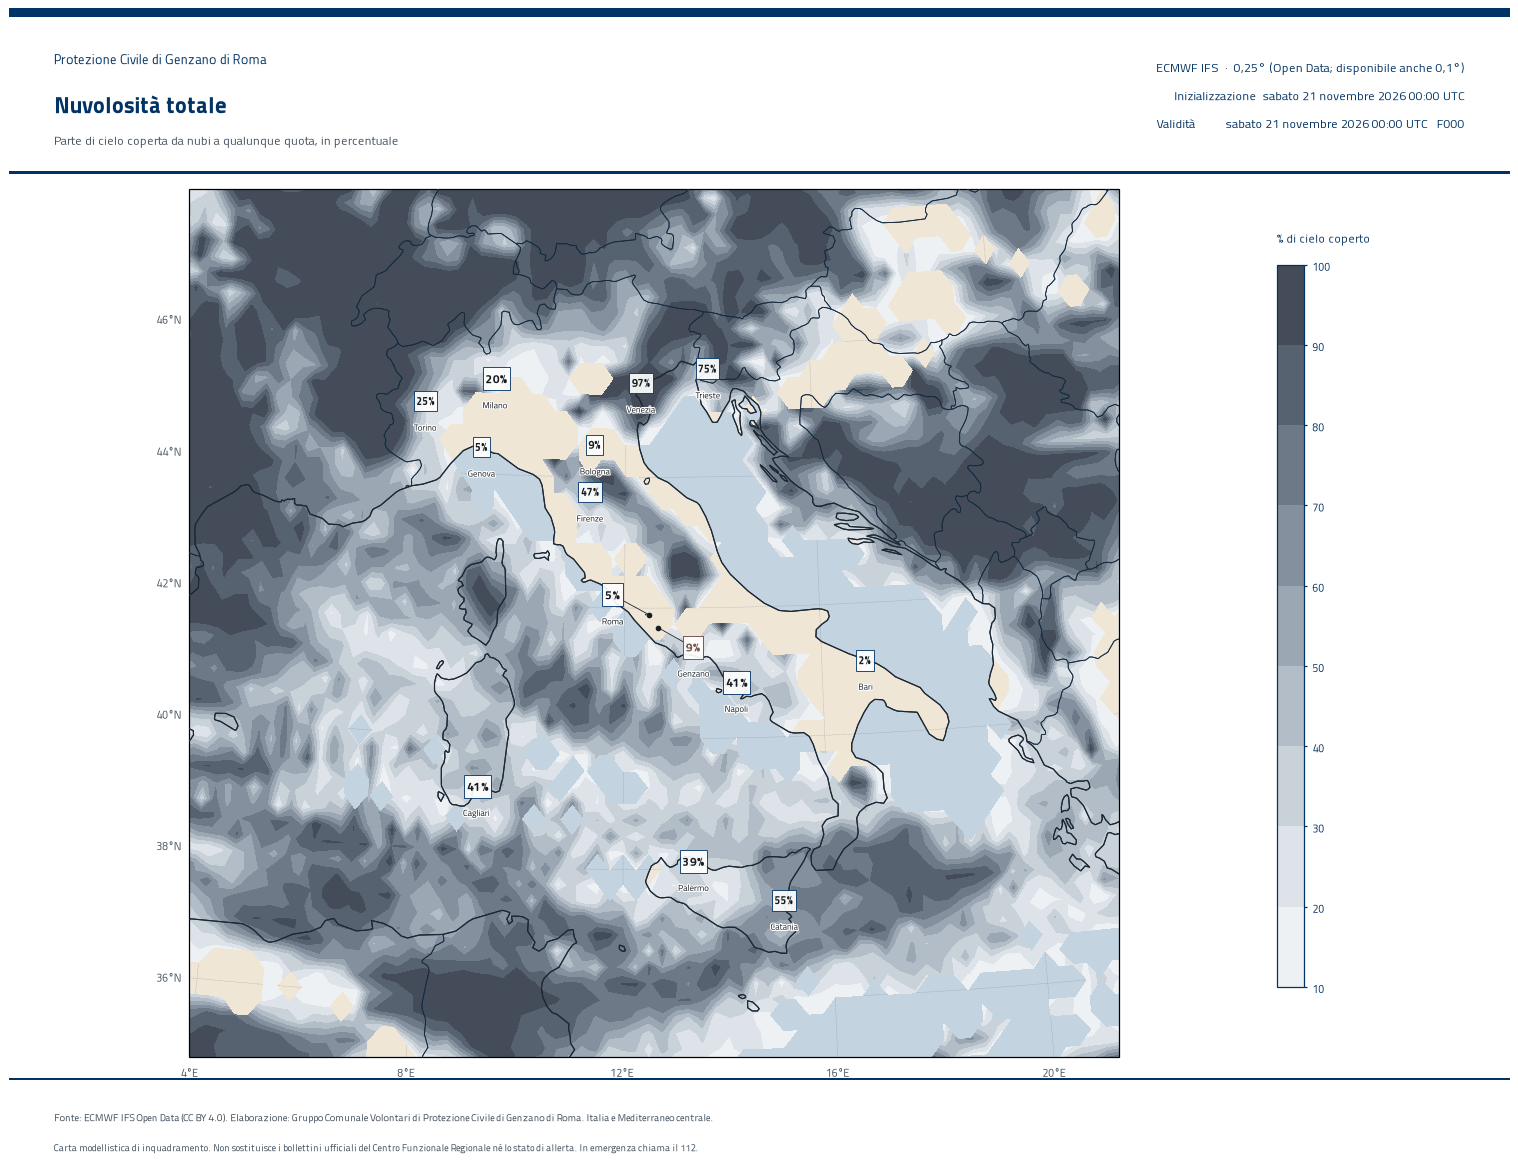 Protezione Civile di Genzano di Roma
Nuvolosità totale
Parte di cielo coperta da nubi a qualunque quota, in percentuale
ECMWF IFS · 0,25° (Open Data; disponibile anche 0,1°)
Inizializzazione sabato 21 novembre 2026 00:00 UTC
Validità sabato 21 novembre 2026 00:00 UTC F000
% di cielo coperto
100
90
80
70
60
50
40
30
20
10
46°N
44°N
42°N
40°N
38°N
36°N
4°E
8°E
12°E
16°E
20°E
75%
Trieste
20%
Milano
97%
Venezia
25%
Torino
5%
Genova
9%
Bologna
47%
Firenze
5%
Roma
9%
Genzano
2%
Bari
41%
Napoli
41%
Cagliari
39%
Palermo
55%
Catania
Fonte: ECMWF IFS Open Data (CC BY 4.0). Elaborazione: Gruppo Comunale Volontari di Protezione Civile di Genzano di Roma. Italia e Mediterraneo centrale.
Carta modellistica di inquadramento. Non sostituisce i bollettini ufficiali del Centro Funzionale Regionale né lo stato di allerta. In emergenza chiama il 112.